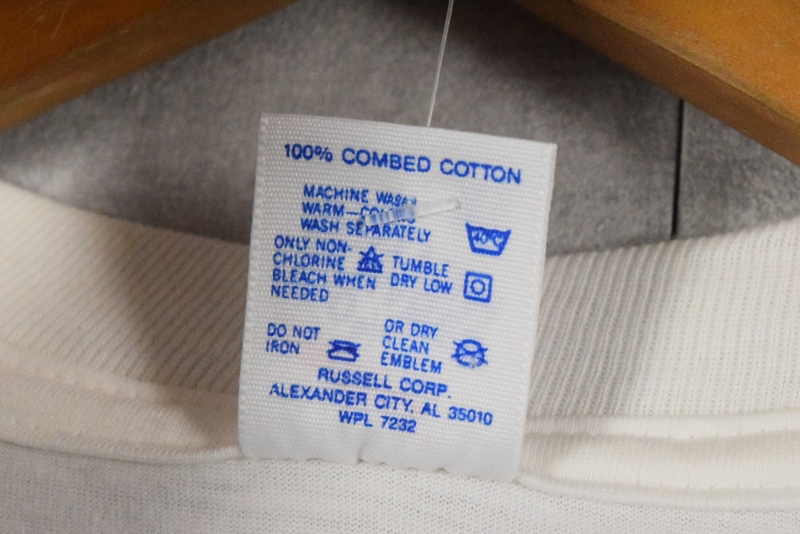 100% COMBED COTTON
MACHINE WASH
WARM—
WASH SEPARATELY
40°C
ONLY NON-
CHLORINE
BLEACH WHEN
NEEDED
TUMBLE
DRY LOW
DO NOT
IRON
OR DRY
CLEAN
EMBLEM
RUSSELL CORP.
ALEXANDER CITY, AL 35010
WPL 7232